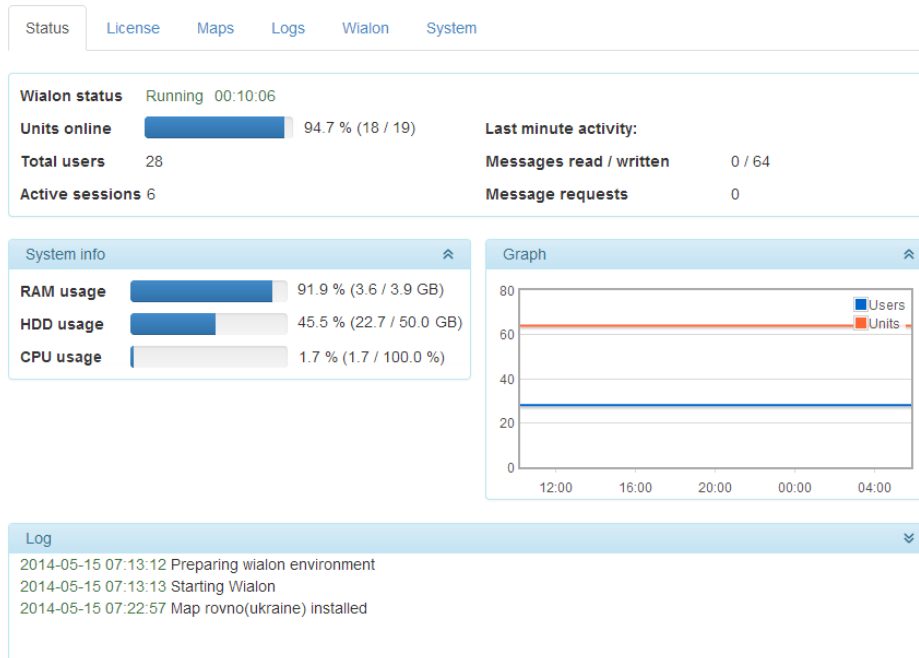 Status License Maps Logs Wialon System
Wialon status Running 00:10:06
Units online 94.7 % (18 / 19) Last minute activity:
Total users 28 Messages read / written 0 / 64
Active sessions 6 Message requests 0
System info
RAM usage 91.9 % (3.6 / 3.9 GB)
HDD usage 45.5 % (22.7 / 50.0 GB)
CPU usage 1.7 % (1.7 / 100.0 %)
Graph
80
60
40
20
0
Users
Units
12:00 16:00 20:00 00:00 04:00
Log
2014-05-15 07:13:12 Preparing wialon environment
2014-05-15 07:13:13 Starting Wialon
2014-05-15 07:22:57 Map rovno(ukraine) installed